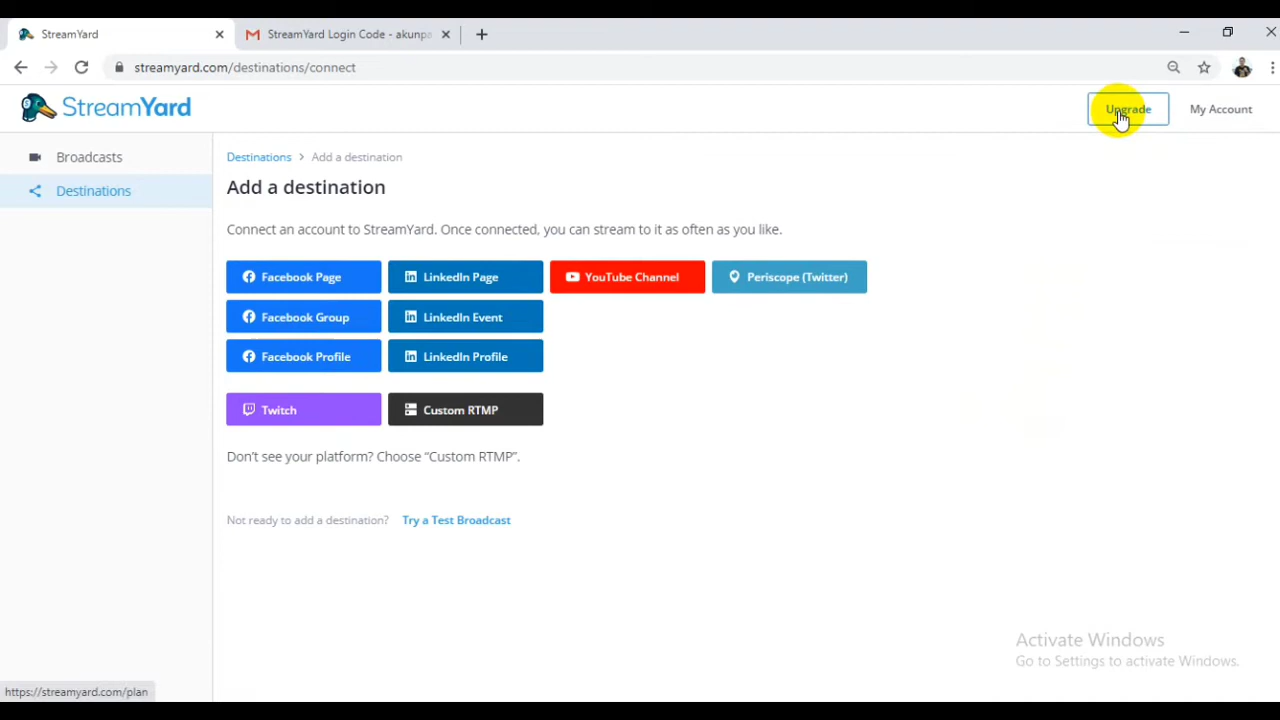 StreamYard
StreamYard Login Code - akunpa
streamyard.com/destinations/connect
StreamYard
Upgrade
My Account
Broadcasts
Destinations
Destinations > Add a destination
Add a destination
Connect an account to StreamYard. Once connected, you can stream to it as often as you like.
Facebook Page
LinkedIn Page
YouTube Channel
Periscope (Twitter)
Facebook Group
LinkedIn Event
Facebook Profile
LinkedIn Profile
Twitch
Custom RTMP
Don't see your platform? Choose “Custom RTMP”.
Not ready to add a destination? Try a Test Broadcast
Activate Windows
Go to Settings to activate Windows.
https://streamyard.com/plan